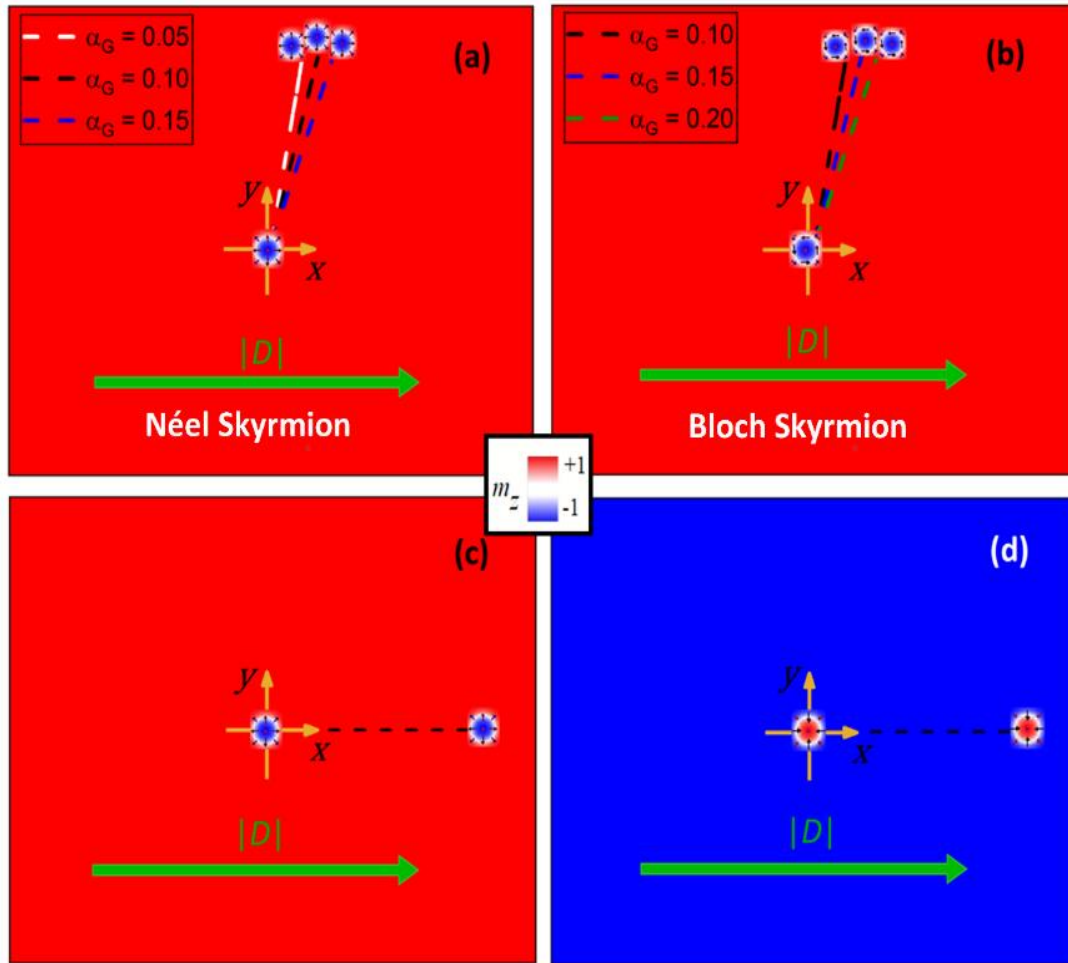 α_G = 0.05
α_G = 0.10
α_G = 0.15
(a)
y
x
|D|
Néel Skyrmion
α_G = 0.10
α_G = 0.15
α_G = 0.20
(b)
y
x
|D|
Bloch Skyrmion
m_z
+1
-1
(c)
y
x
|D|
(d)
y
x
|D|